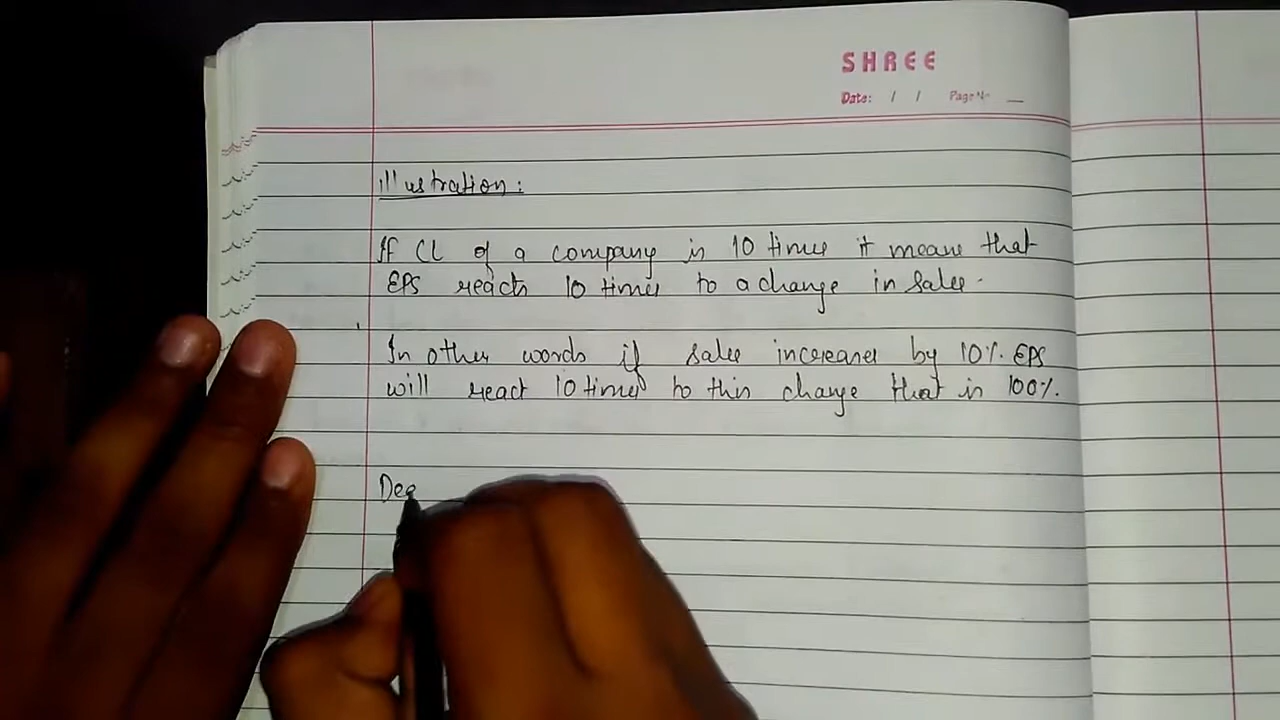 SHREE
Date: / / Page No
illustration:
If CL of a company is 10 times it means that
EPS reacts 10 times to a change in Sales.
In other words if sales increases by 10%. EPS
will react 10 times to this change that is 100%.
Deg